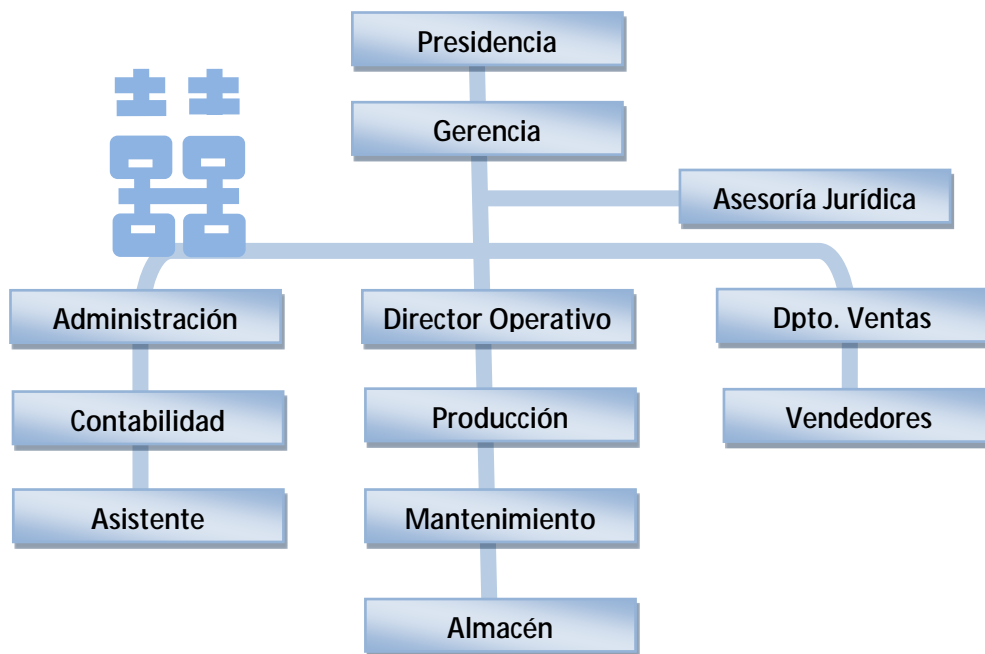 Presidencia
Gerencia
Asesoría Jurídica
Administración
Director Operativo
Dpto. Ventas
Contabilidad
Producción
Vendedores
Asistente
Mantenimiento
Almacén